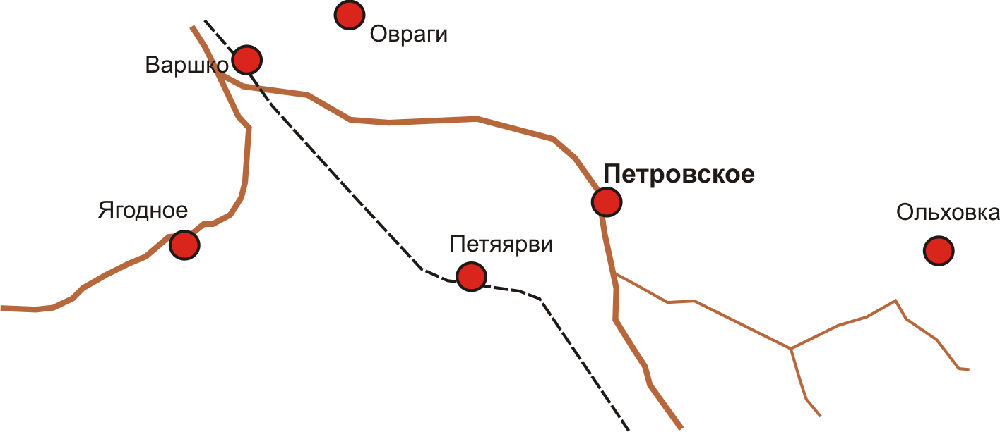 Овраги
Варшко
Петровское
Ягодное
Ольховка
Петяярви